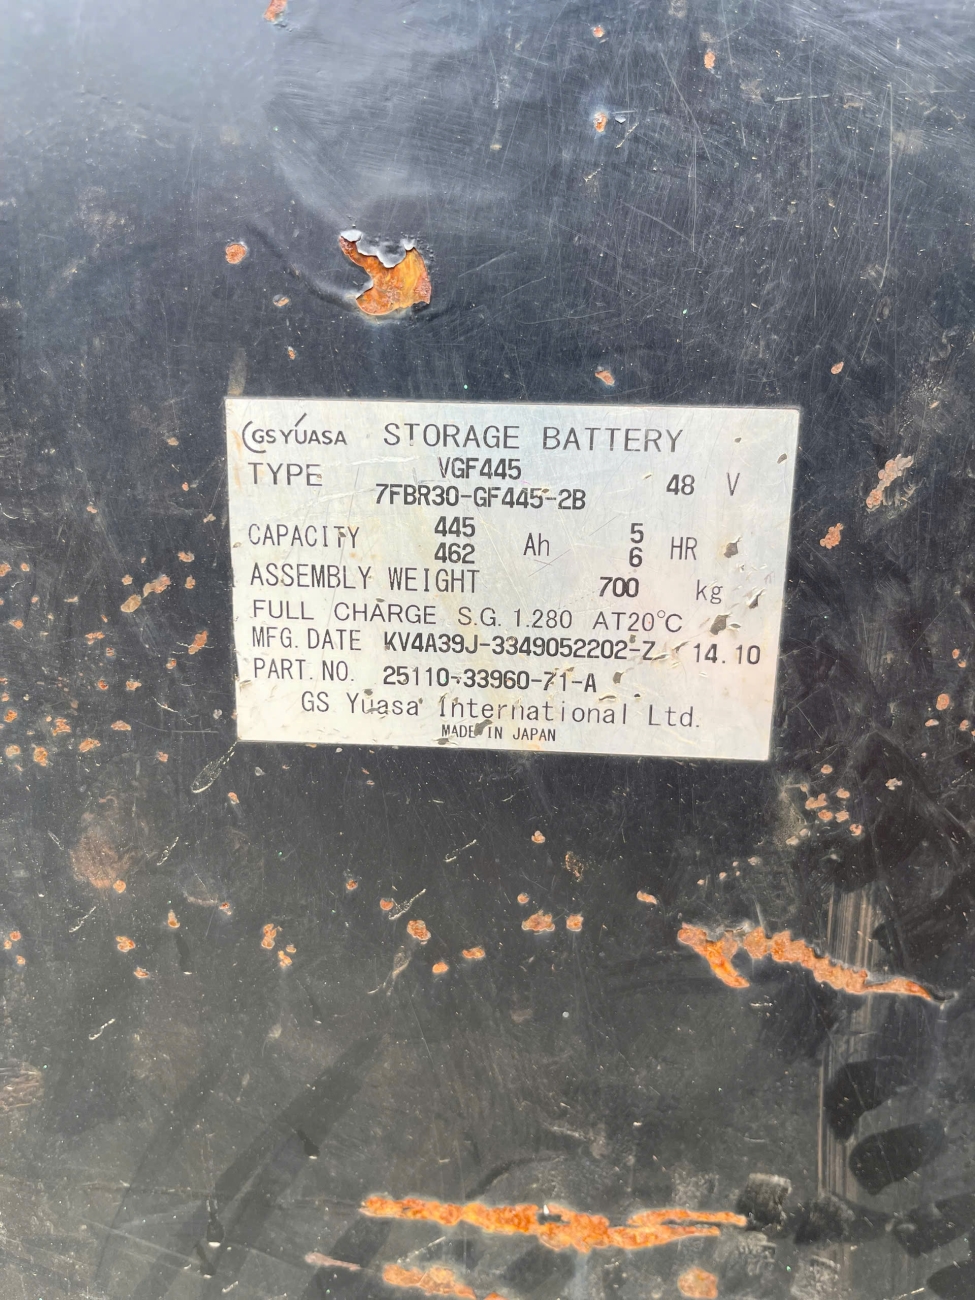 GS YUASA STORAGE BATTERY
TYPE VGF445 48 V
7FBR30-GF445-2B
CAPACITY 445 Ah 5 HR
462 6
ASSEMBLY WEIGHT 700 kg
FULL CHARGE S.G. 1.280 AT20℃
MFG.DATE KV4A39J-3349052202-Z 14.10
PART.NO. 25110-33960-71-A
GS Yuasa International Ltd.
MADE IN JAPAN